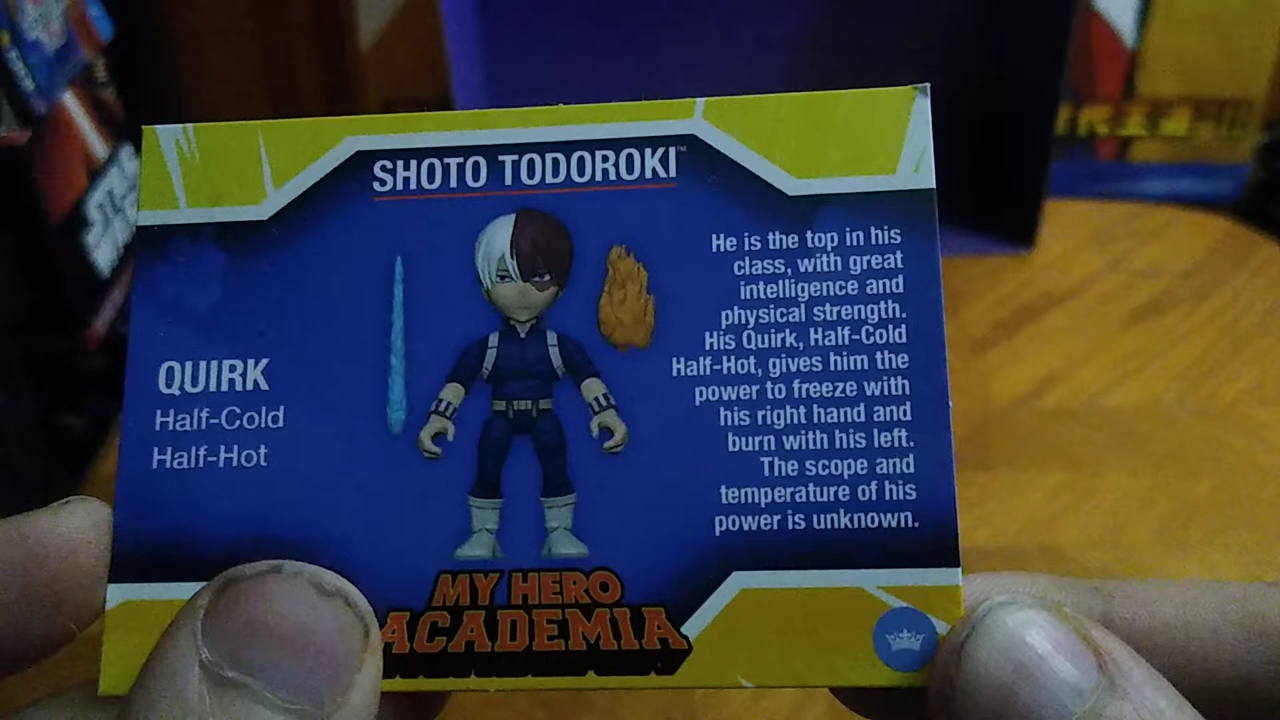 SHOTO TODOROKI™
He is the top in his
class, with great
intelligence and
physical strength.
His Quirk, Half-Cold
Half-Hot, gives him the
power to freeze with
his right hand and
burn with his left.
The scope and
temperature of his
power is unknown.
QUIRK
Half-Cold
Half-Hot
MY HERO
ACADEMIA